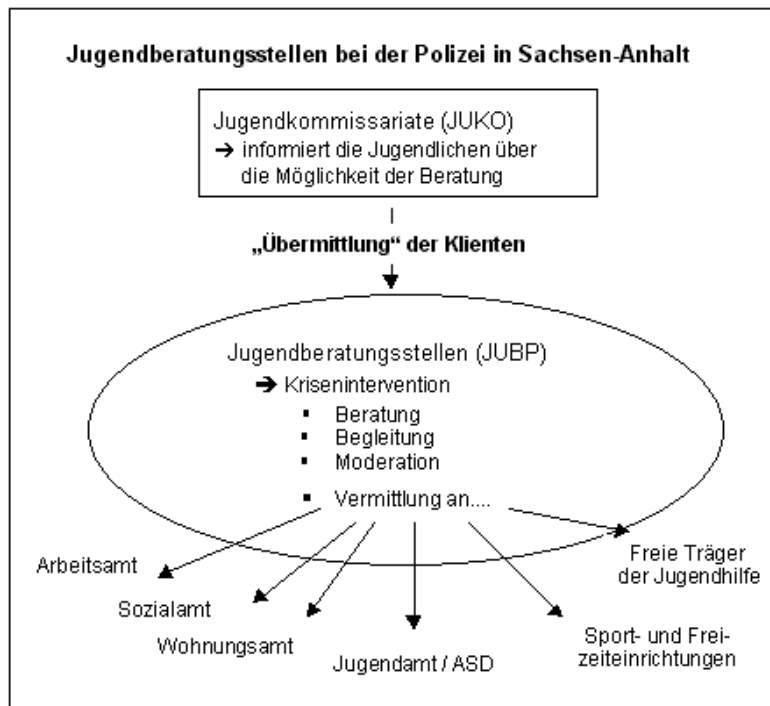 Jugendberatungsstellen bei der Polizei in Sachsen-Anhalt
Jugendkommissariate (JUKO)
➔ informiert die Jugendlichen über
die Möglichkeit der Beratung
„Übermittlung“ der Klienten
Jugendberatungsstellen (JUBP)
➔ Krisenintervention
▪ Beratung
▪ Begleitung
▪ Moderation
▪ Vermittlung an....
Arbeitsamt
Sozialamt
Wohnungsamt
Jugendamt / ASD
Sport- und Frei-
zeiteinrichtungen
Freie Träger
der Jugendhilfe